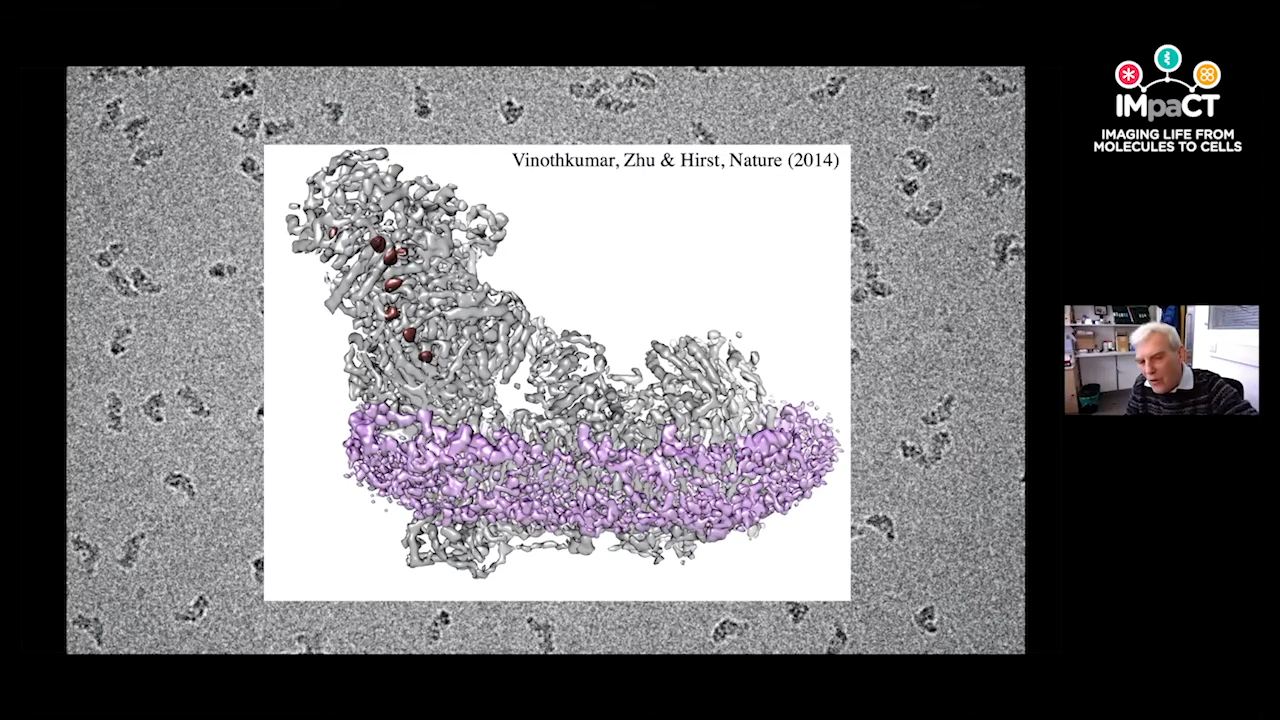 Vinothkumar, Zhu & Hirst, Nature (2014)
IMpaCT
IMAGING LIFE FROM
MOLECULES TO CELLS